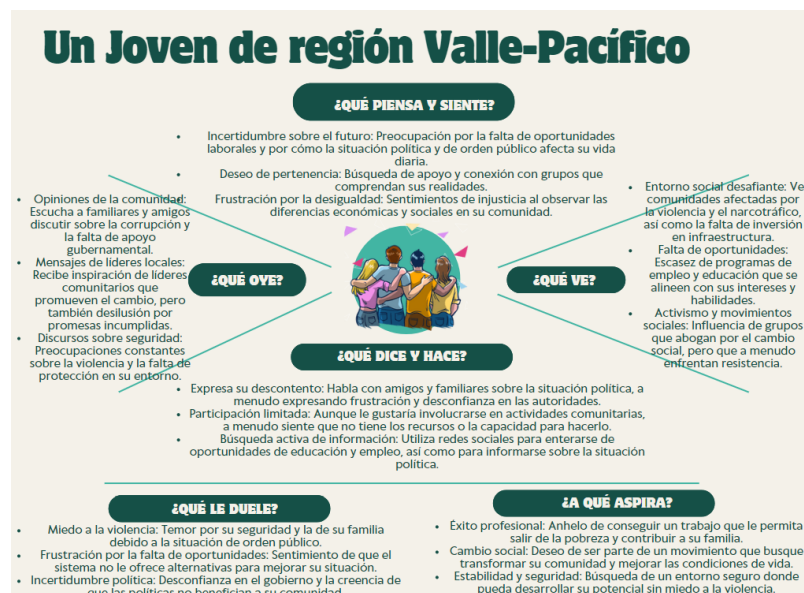 Un Joven de región Valle-Pacífico
¿QUÉ PIENSA Y SIENTE?
• Incertidumbre sobre el futuro: Preocupación por la falta de oportunidades
laborales y por cómo la situación política y de orden público afecta su vida
diaria.
• Deseo de pertenencia: Búsqueda de apoyo y conexión con grupos que
comprendan sus realidades.
• Frustración por la desigualdad: Sentimientos de injusticia al observar las
diferencias económicas y sociales en su comunidad.
• Opiniones de la comunidad:
Escucha a familiares y amigos
discutir sobre la corrupción y
la falta de apoyo
gubernamental.
• Mensajes de líderes locales:
Recibe inspiración de líderes
comunitarios que
promueven el cambio, pero
también desilusión por
promesas incumplidas.
• Discursos sobre seguridad:
Preocupaciones constantes
sobre la violencia y la falta de
protección en su entorno.
¿QUÉ OYE?
¿QUÉ VE?
• Entorno social desafiante: Ve
comunidades afectadas por
la violencia y el narcotráfico,
así como la falta de inversión
en infraestructura.
• Falta de oportunidades:
Escasez de programas de
empleo y educación que se
alineen con sus intereses y
habilidades.
• Activismo y movimientos
sociales: Influencia de grupos
que abogan por el cambio
social, pero que a menudo
enfrentan resistencia.
¿QUÉ DICE Y HACE?
• Expresa su descontento: Habla con amigos y familiares sobre la situación política, a
menudo expresando frustración y desconfianza en las autoridades.
• Participación limitada: Aunque le gustaría involucrarse en actividades comunitarias,
a menudo siente que no tiene los recursos o la capacidad para hacerlo.
• Búsqueda activa de información: Utiliza redes sociales para enterarse de
oportunidades de educación y empleo, así como para informarse sobre la situación
política.
¿QUÉ LE DUELE?
• Miedo a la violencia: Temor por su seguridad y la de su familia
debido a la situación de orden público.
• Frustración por la falta de oportunidades: Sentimiento de que el
sistema no le ofrece alternativas para mejorar su situación.
• Incertidumbre política: Desconfianza en el gobierno y la creencia de
que las políticas no benefician a su comunidad.
¿A QUÉ ASPIRA?
• Éxito profesional: Anhelo de conseguir un trabajo que le permita
salir de la pobreza y contribuir a su familia.
• Cambio social: Deseo de ser parte de un movimiento que busque
transformar su comunidad y mejorar las condiciones de vida.
• Estabilidad y seguridad: Búsqueda de un entorno seguro donde
pueda desarrollar su potencial sin miedo a la violencia.